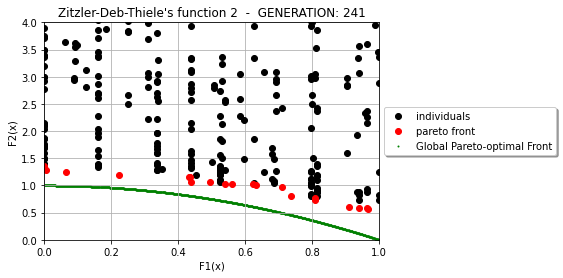 Zitzler-Deb-Thiele's function 2 - GENERATION: 241
4.0
3.5
3.0
2.5
2.0
1.5
1.0
0.5
0.0
F2(x)
0.0 0.2 0.4 0.6 0.8 1.0
F1(x)
individuals
pareto front
Global Pareto-optimal Front